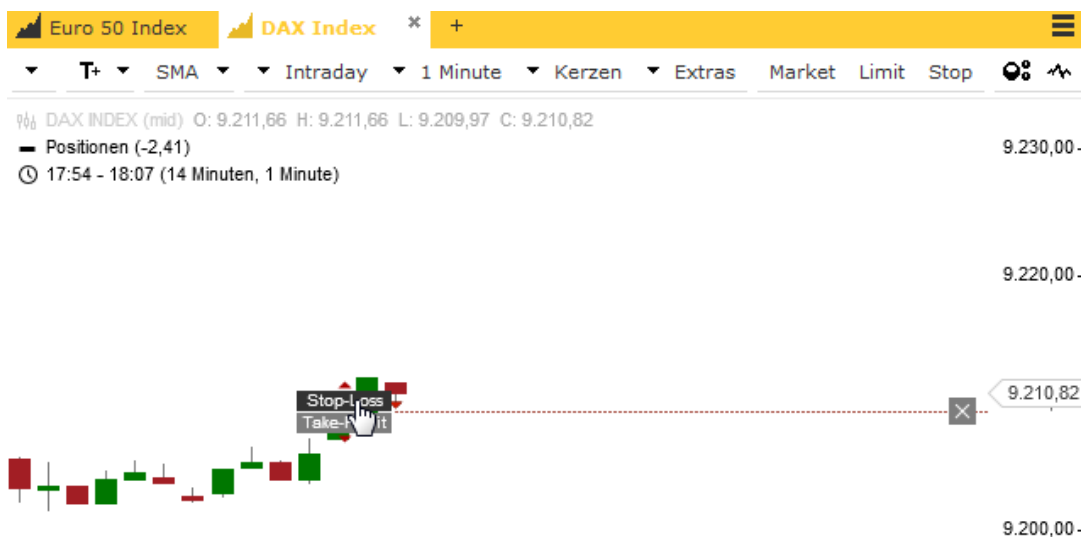 Euro 50 Index DAX Index × +
T+ SMA Intraday 1 Minute Kerzen Extras Market Limit Stop
DAX INDEX (mid) O: 9.211,66 H: 9.211,66 L: 9.209,97 C: 9.210,82
Positionen (-2,41)
9.230,00
17:54 - 18:07 (14 Minuten, 1 Minute)
9.220,00
9.210,82
Stop-Loss
9.200,00